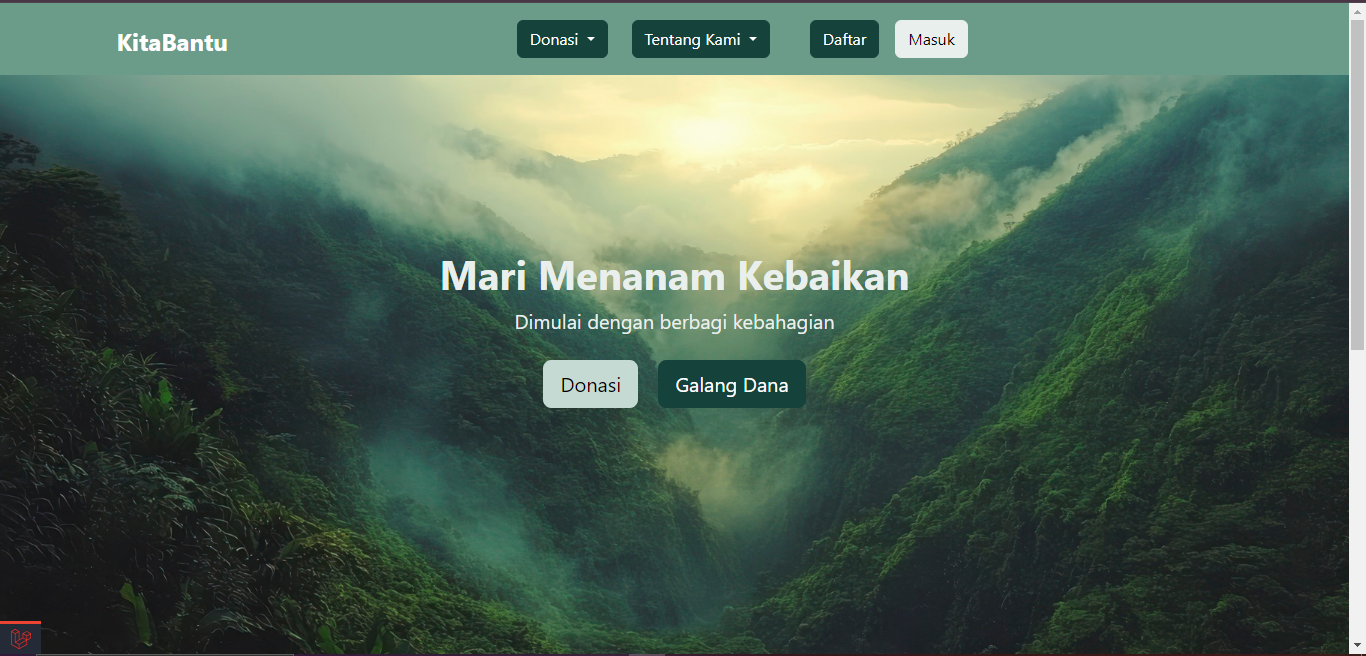 KitaBantu
Donasi
Tentang Kami
Daftar
Masuk
Mari Menanam Kebaikan
Dimulai dengan berbagi kebahagian
Donasi
Galang Dana